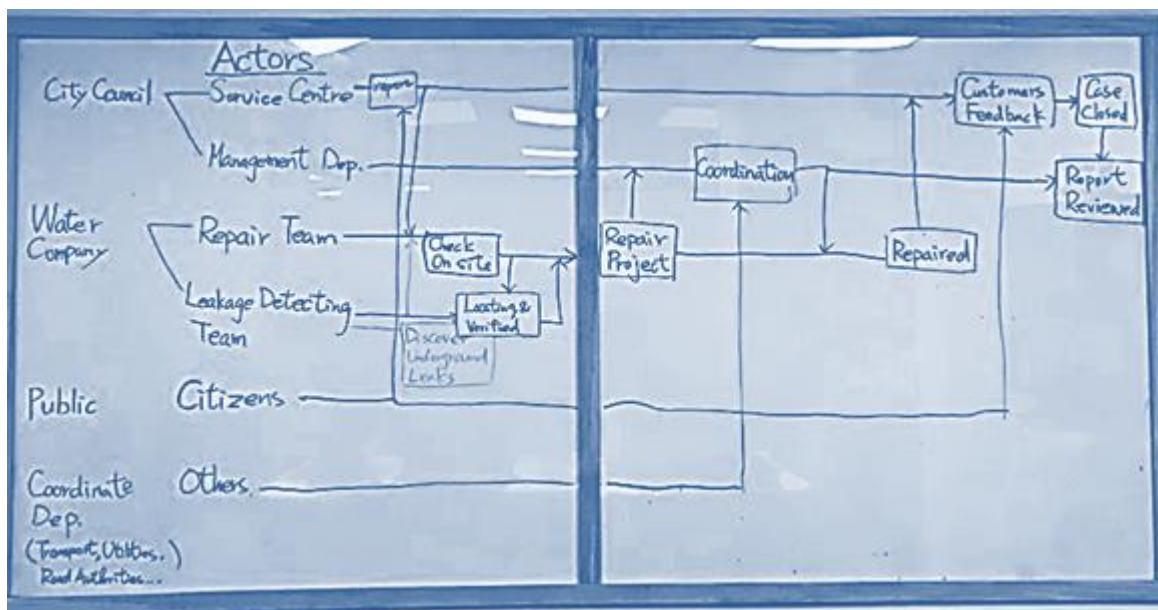 Actors
City Council
Service Centre
report
Customers
Feedback
Case
Closed
Management Dep.
Coordination
Report
Reviewed
Water
Company
Repair Team
Check
On site
Repair
Project
Repaired
Leakage Detecting
Team
Locating &
Verified
Discover
Underground
Leaks
Public
Citizens
Coordinate
Dep.
Others.
(Transport, Utilities..)
Road Authorities...